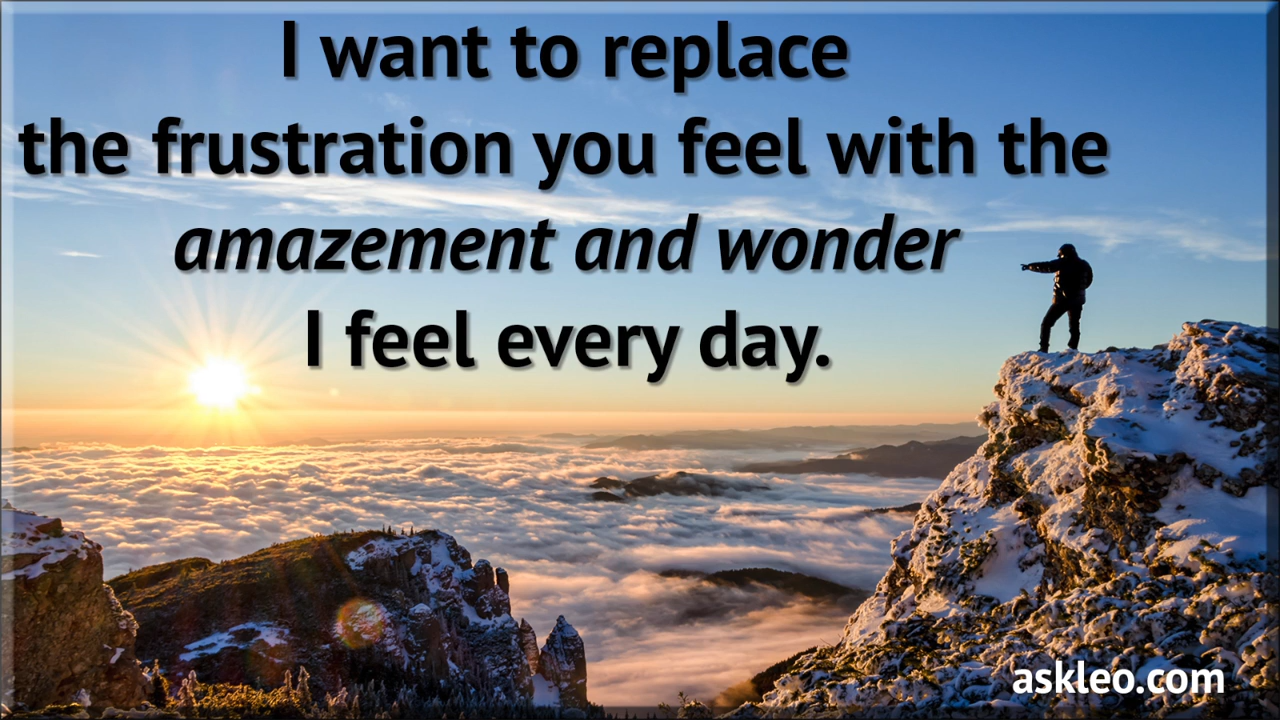 I want to replace
the frustration you feel with the
amazement and wonder
I feel every day.
askleo.com